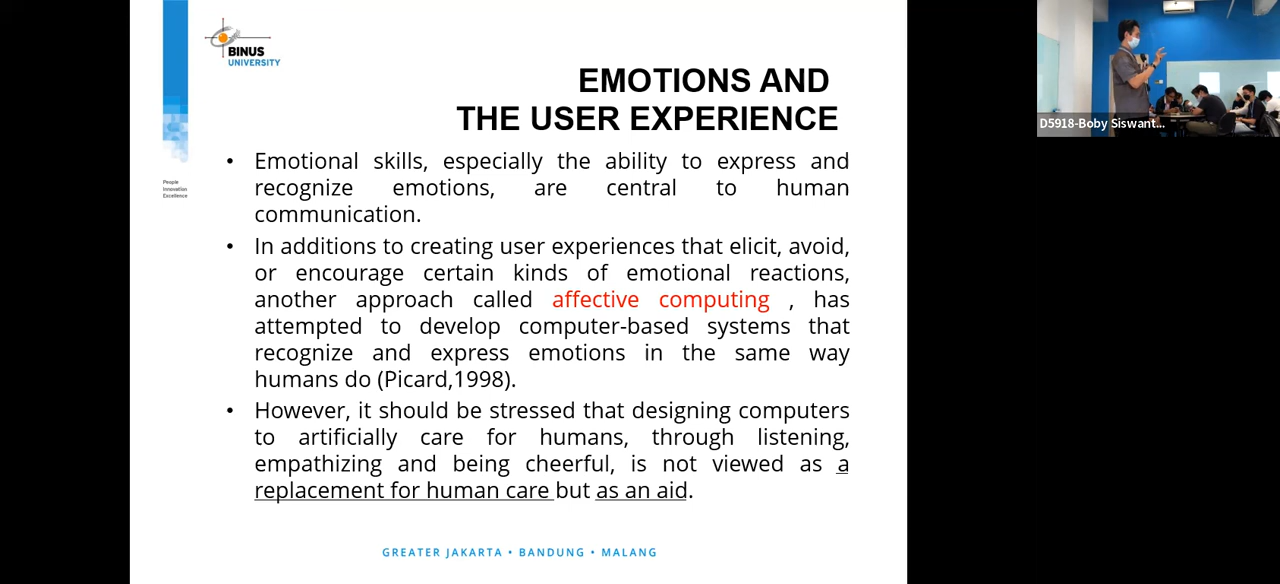 BINUS
UNIVERSITY
People
Innovation
Excellence
EMOTIONS AND
THE USER EXPERIENCE
• Emotional skills, especially the ability to express and
recognize emotions, are central to human
communication.
• In additions to creating user experiences that elicit, avoid,
or encourage certain kinds of emotional reactions,
another approach called affective computing , has
attempted to develop computer-based systems that
recognize and express emotions in the same way
humans do (Picard,1998).
• However, it should be stressed that designing computers
to artificially care for humans, through listening,
empathizing and being cheerful, is not viewed as a
replacement for human care but as an aid.
GREATER JAKARTA • BANDUNG • MALANG
D5918-Boby Siswant...